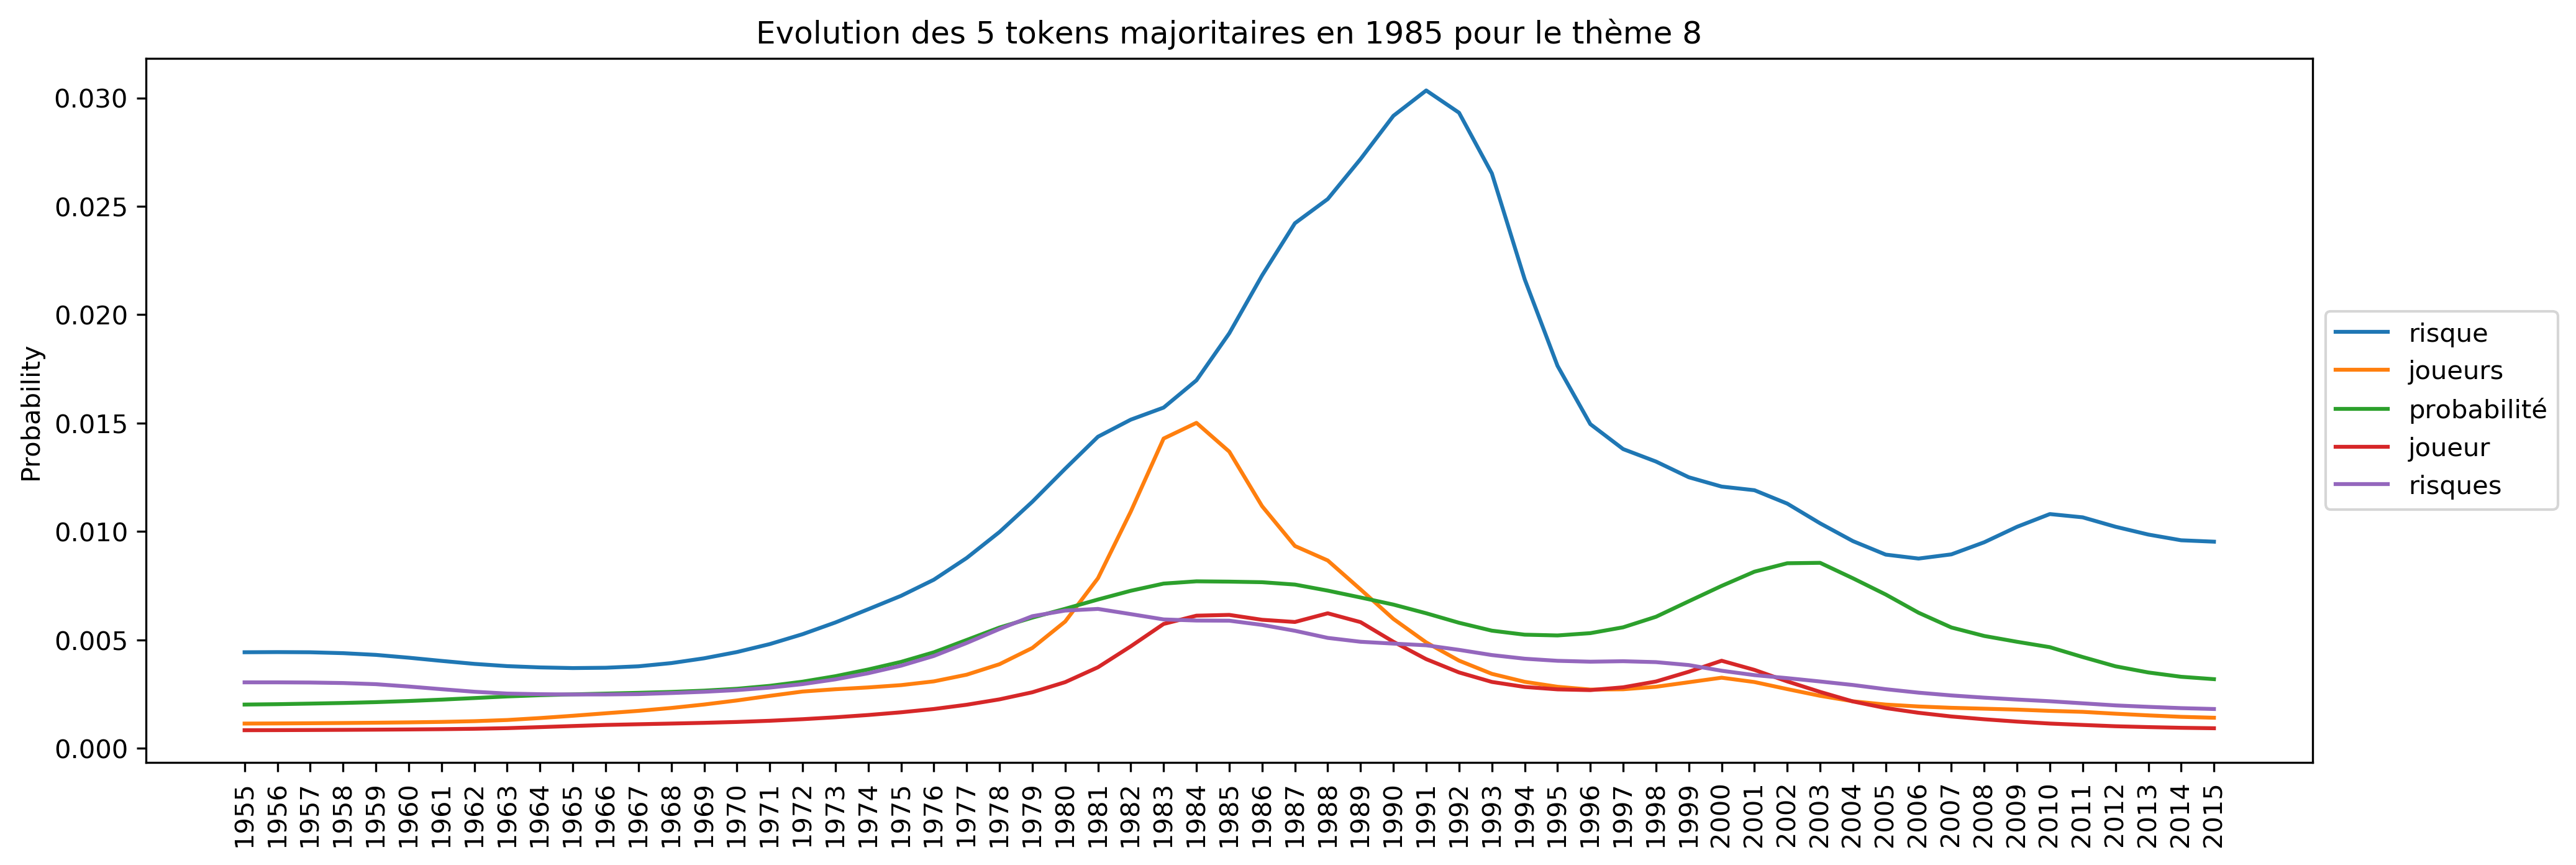 Evolution des 5 tokens majoritaires en 1985 pour le thème 8
Probability
0.030
0.025
0.020
0.015
0.010
0.005
0.000
risque
joueurs
probabilité
joueur
risques
1955 1956 1957 1958 1959 1960 1961 1962 1963 1964 1965 1966 1967 1968 1969 1970 1971 1972 1973 1974 1975 1976 1977 1978 1979 1980 1981 1982 1983 1984 1985 1986 1987 1988 1989 1990 1991 1992 1993 1994 1995 1996 1997 1998 1999 2000 2001 2002 2003 2004 2005 2006 2007 2008 2009 2010 2011 2012 2013 2014 2015